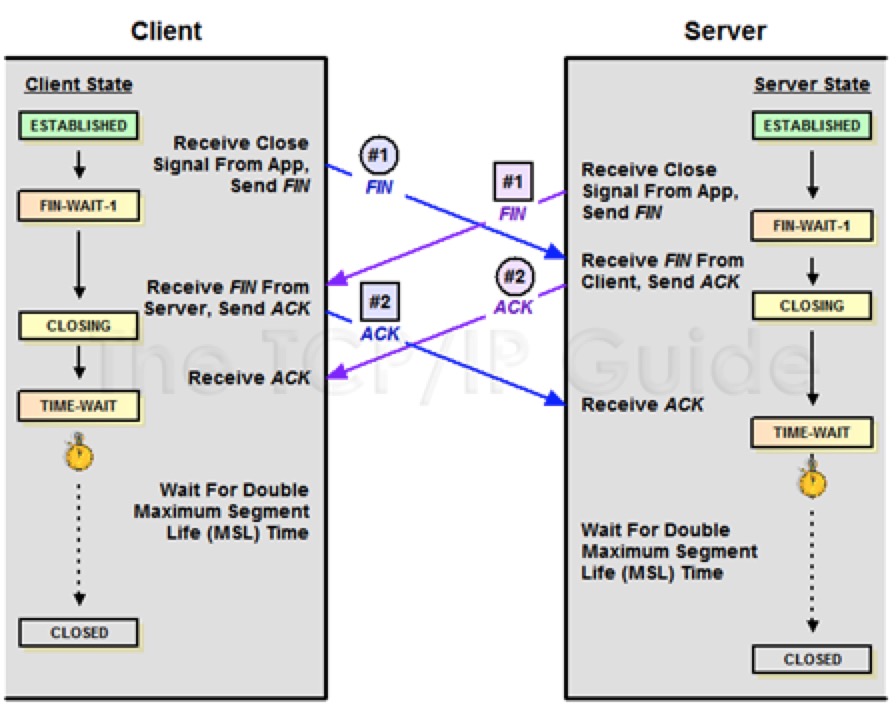 Client
Server
Client State
ESTABLISHED
FIN-WAIT-1
CLOSING
TIME-WAIT
CLOSED
Receive Close
Signal From App,
Send FIN
Receive FIN From
Server, Send ACK
Receive ACK
Wait For Double
Maximum Segment
Life (MSL) Time
#1
FIN
#1
FIN
#2
ACK
#2
ACK
The TCP/IP Guide
Server State
ESTABLISHED
FIN-WAIT-1
CLOSING
TIME-WAIT
CLOSED
Receive Close
Signal From App,
Send FIN
Receive FIN From
Client, Send ACK
Receive ACK
Wait For Double
Maximum Segment
Life (MSL) Time